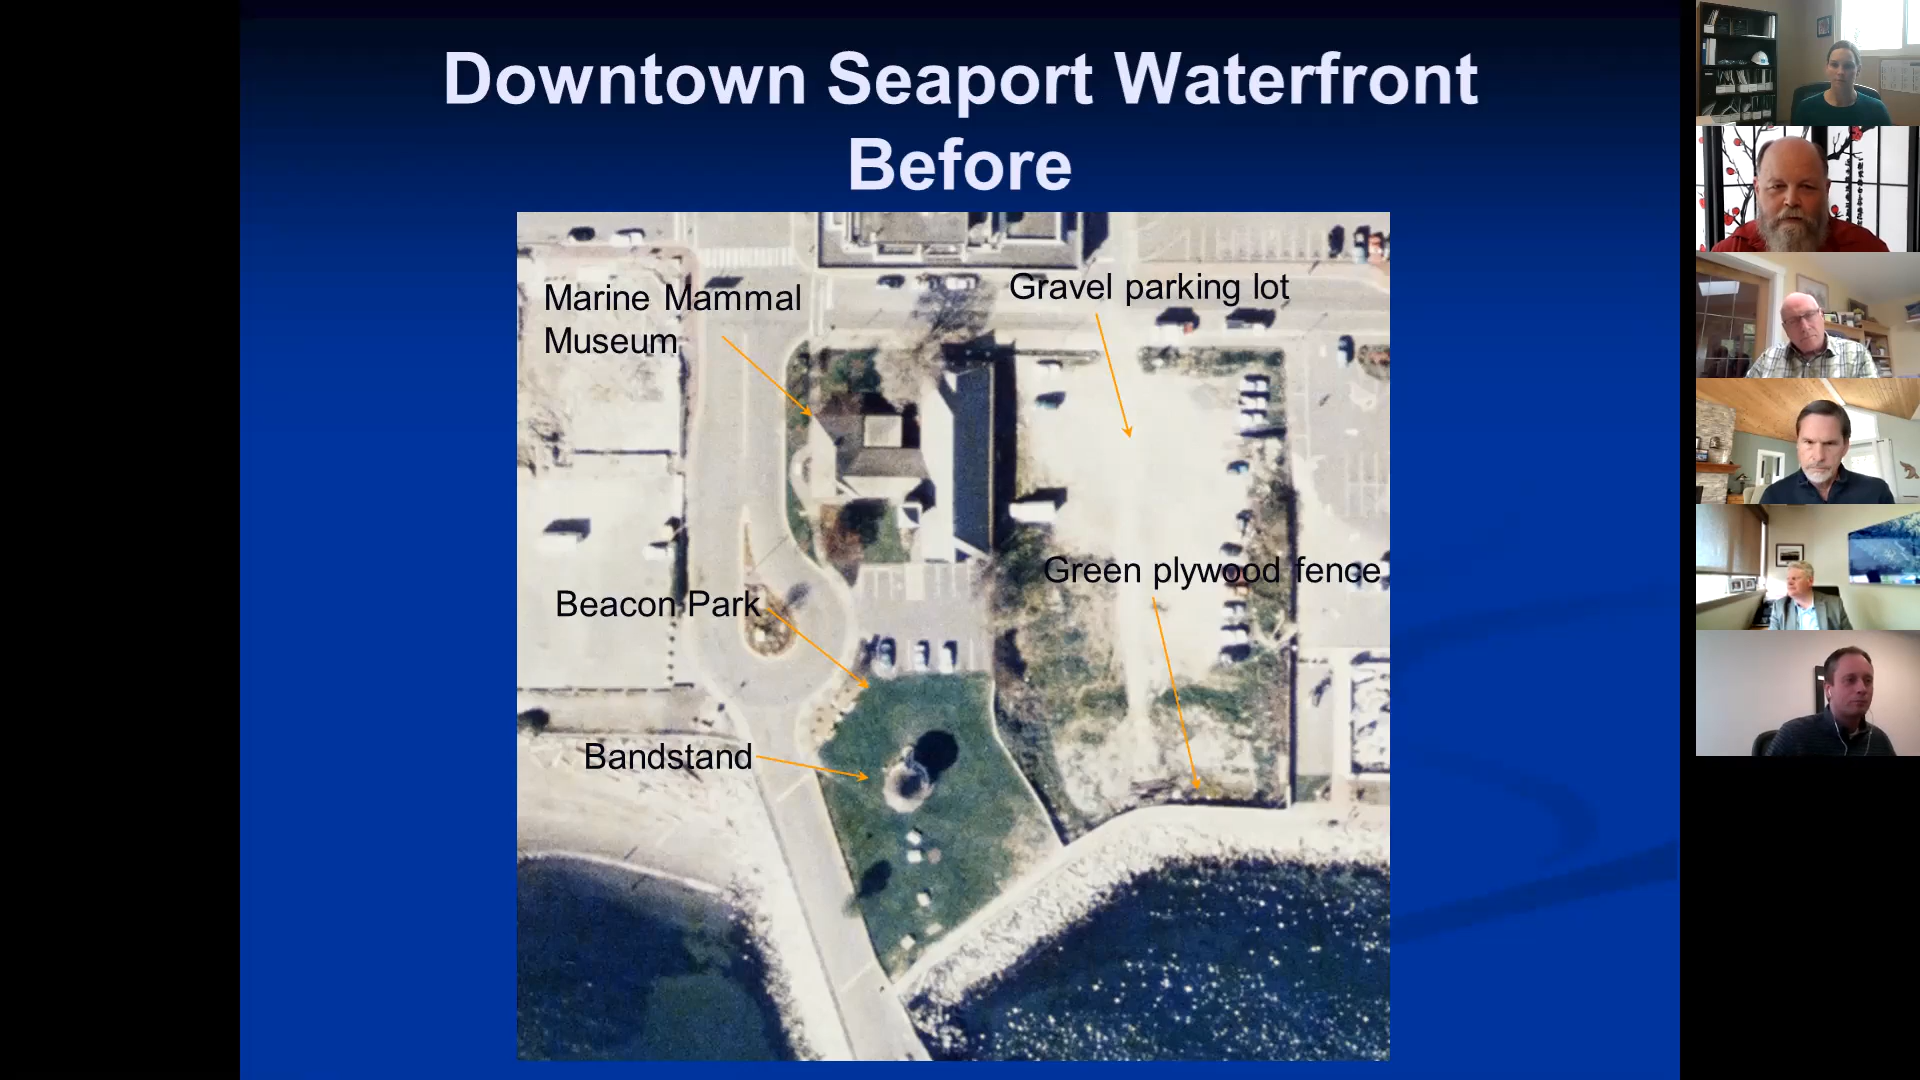 Downtown Seaport Waterfront
Before
Marine Mammal
Museum
Gravel parking lot
Green plywood fence
Beacon Park
Bandstand